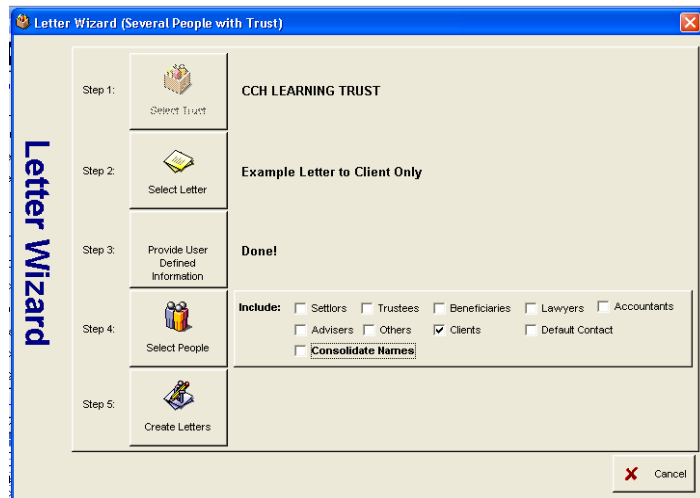 Letter Wizard (Several People with Trust)
Letter Wizard
Step 1:
Select Trust
CCH LEARNING TRUST
Step 2:
Select Letter
Example Letter to Client Only
Step 3:
Provide User
Defined
Information
Done!
Step 4:
Select People
Include: Settlors Trustees Beneficiaries Lawyers Accountants
Advisers Others Clients Default Contact
Consolidate Names
Step 5:
Create Letters
Cancel